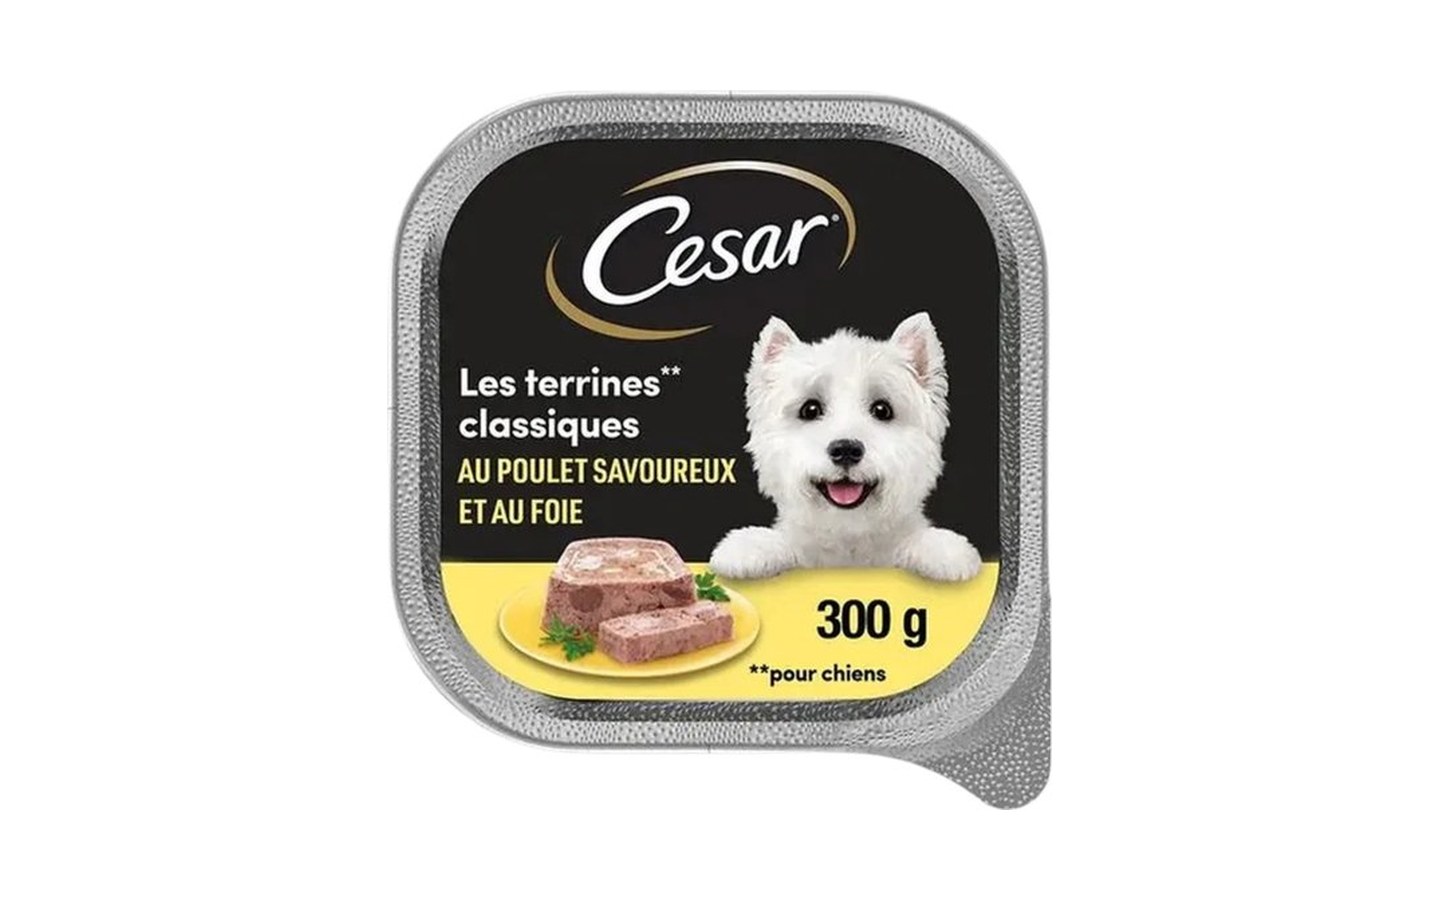 Cesar®
Les terrines**
classiques
AU POULET SAVOUREUX
ET AU FOIE
300 g
**pour chiens